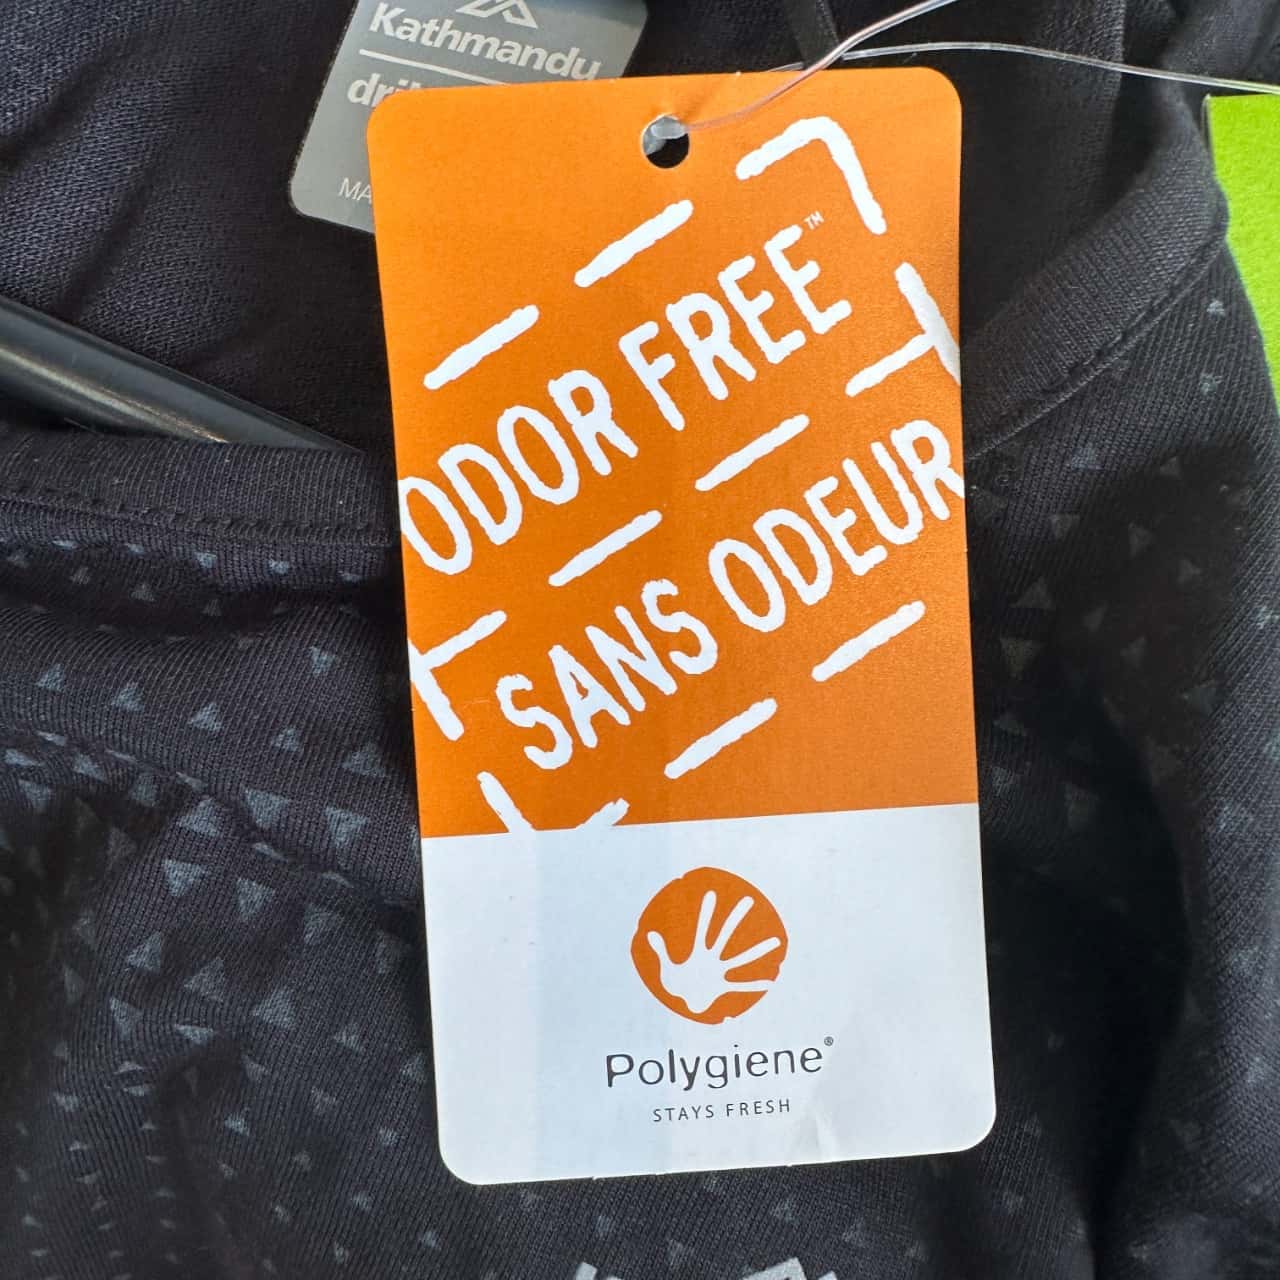 Kathmandu
ODOR FREE™
SANS ODEUR
Polygiene®
STAYS FRESH